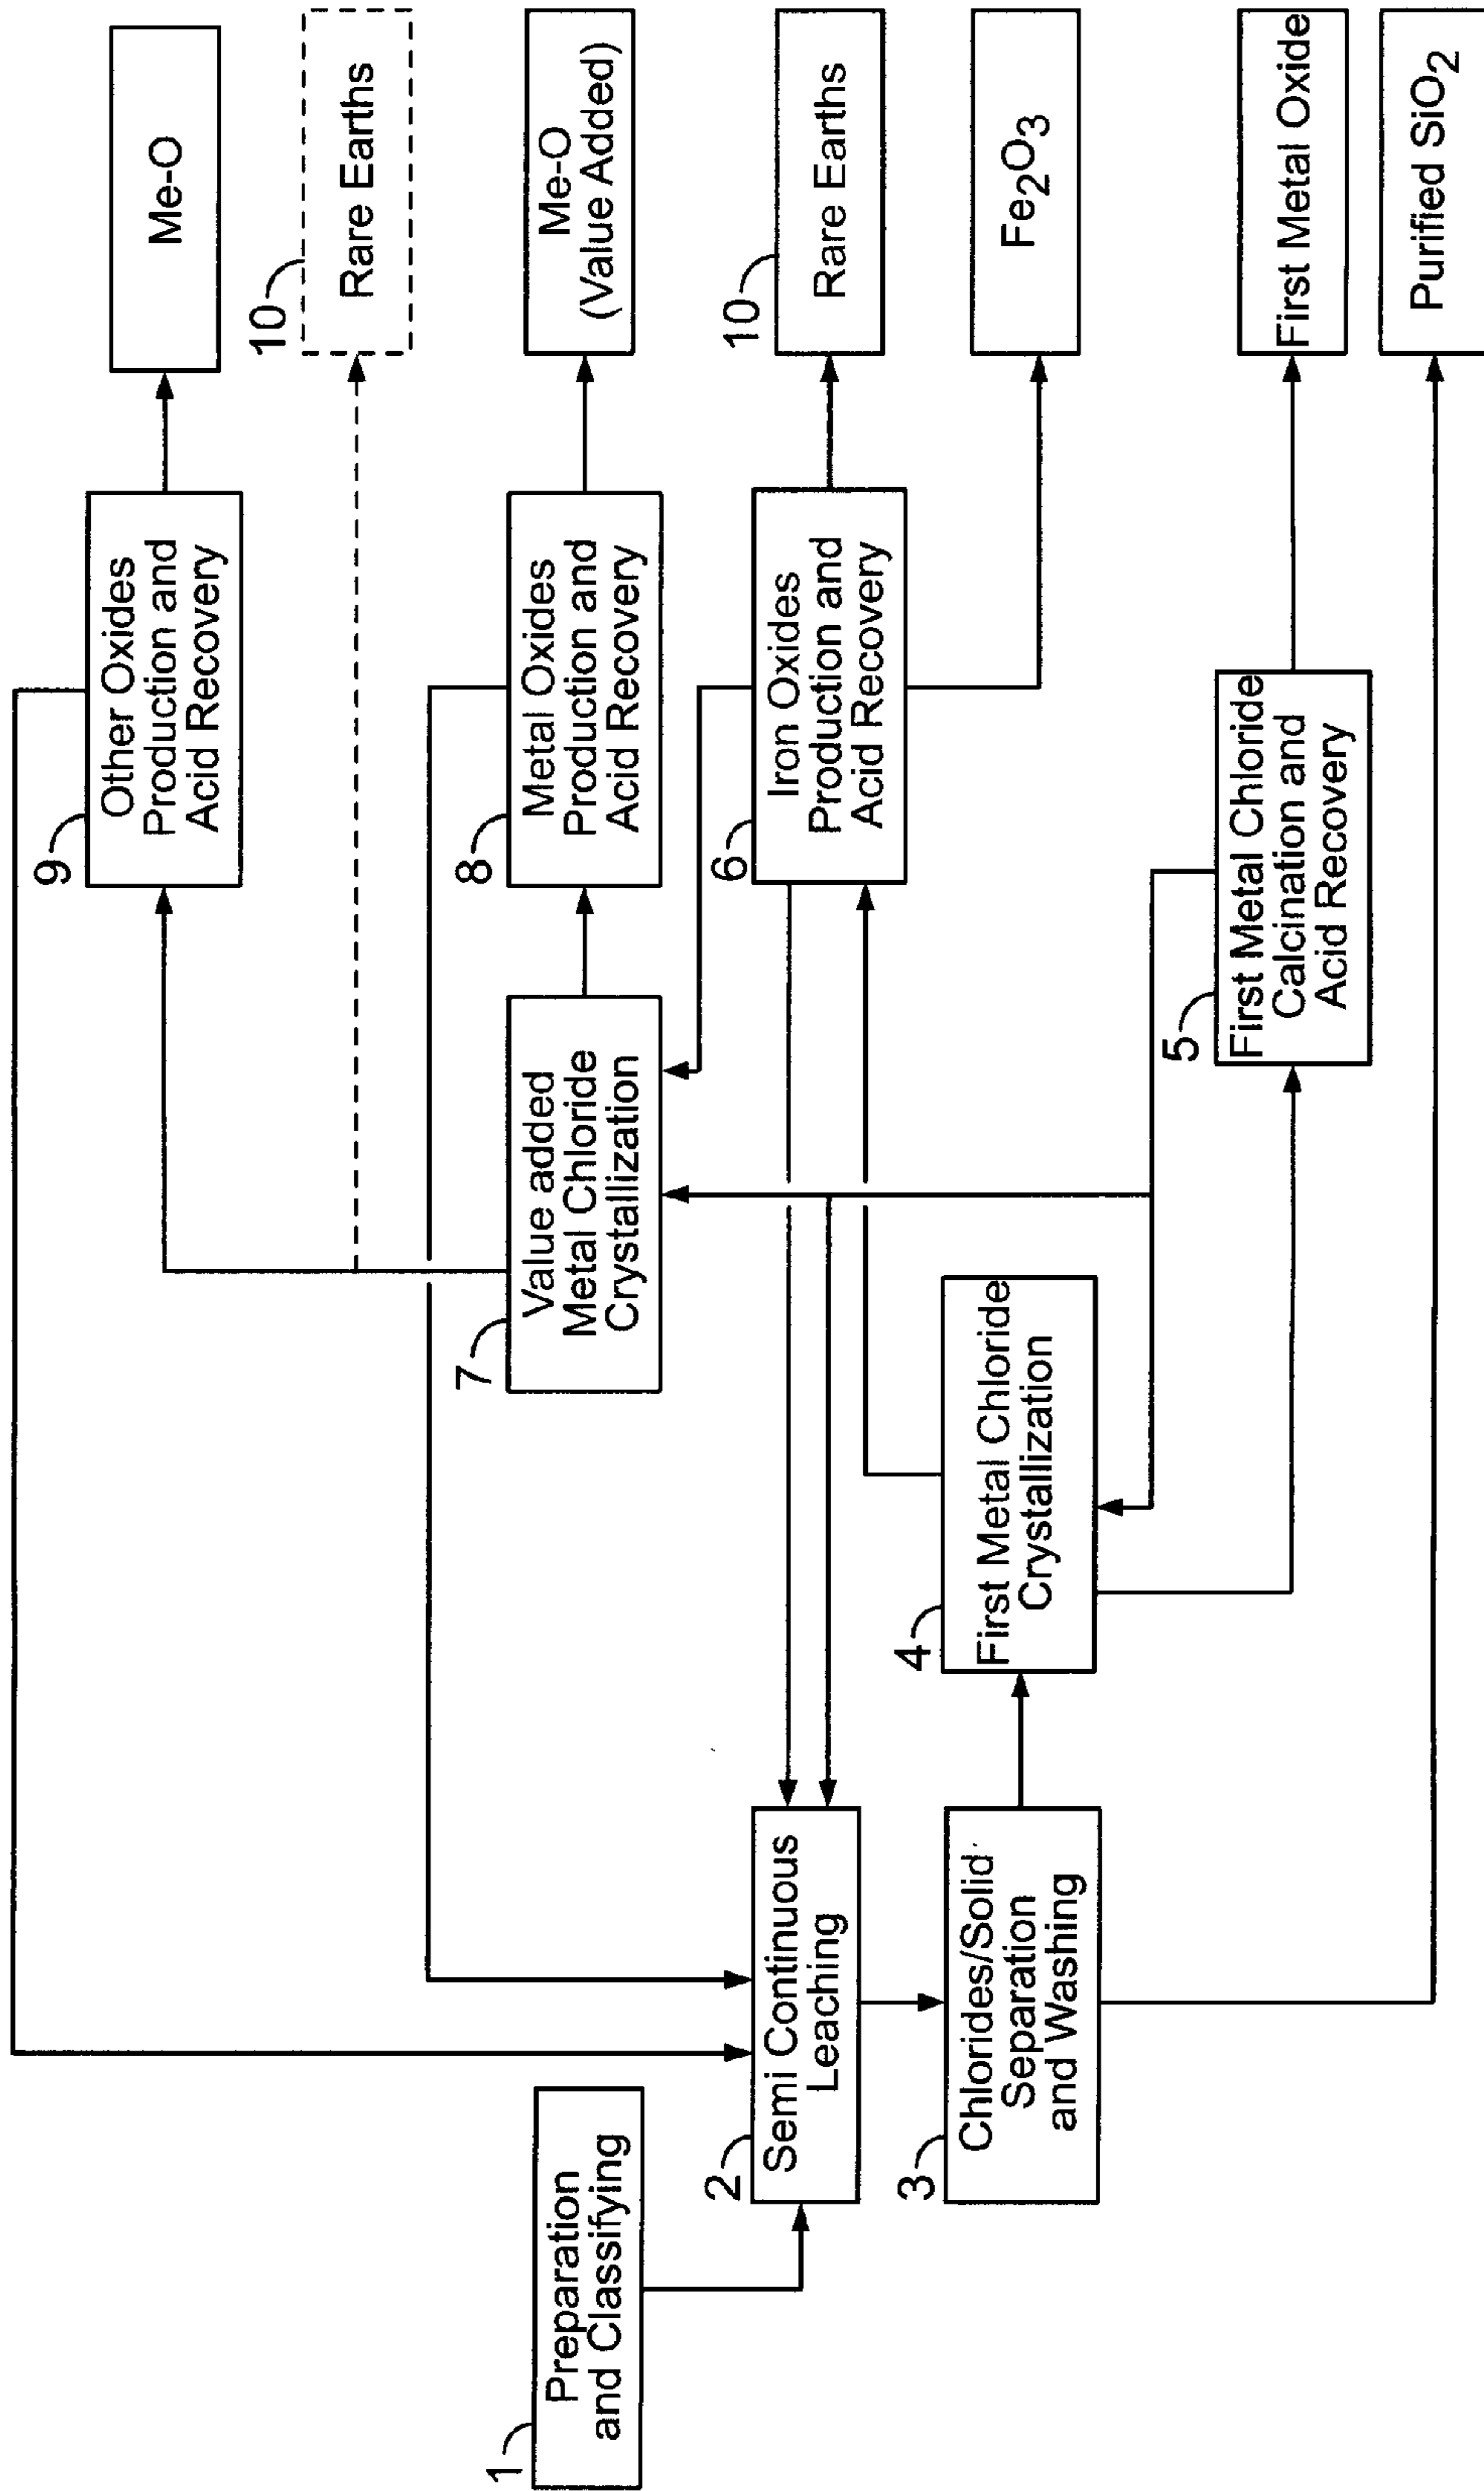 1
Preparation
and Classifying
2
Semi Continuous
Leaching
3
Chlorides/Solid
Separation
and Washing
4
First Metal Chloride
Crystallization
5
First Metal Chloride
Calcination and
Acid Recovery
6
Iron Oxides
Production and
Acid Recovery
7
Value added
Metal Chloride
Crystallization
8
Metal Oxides
Production and
Acid Recovery
9
Other Oxides
Production and
Acid Recovery
Me-O
10
Rare Earths
Me-O
(Value Added)
10
Rare Earths
Fe2O3
First Metal Oxide
Purified SiO2